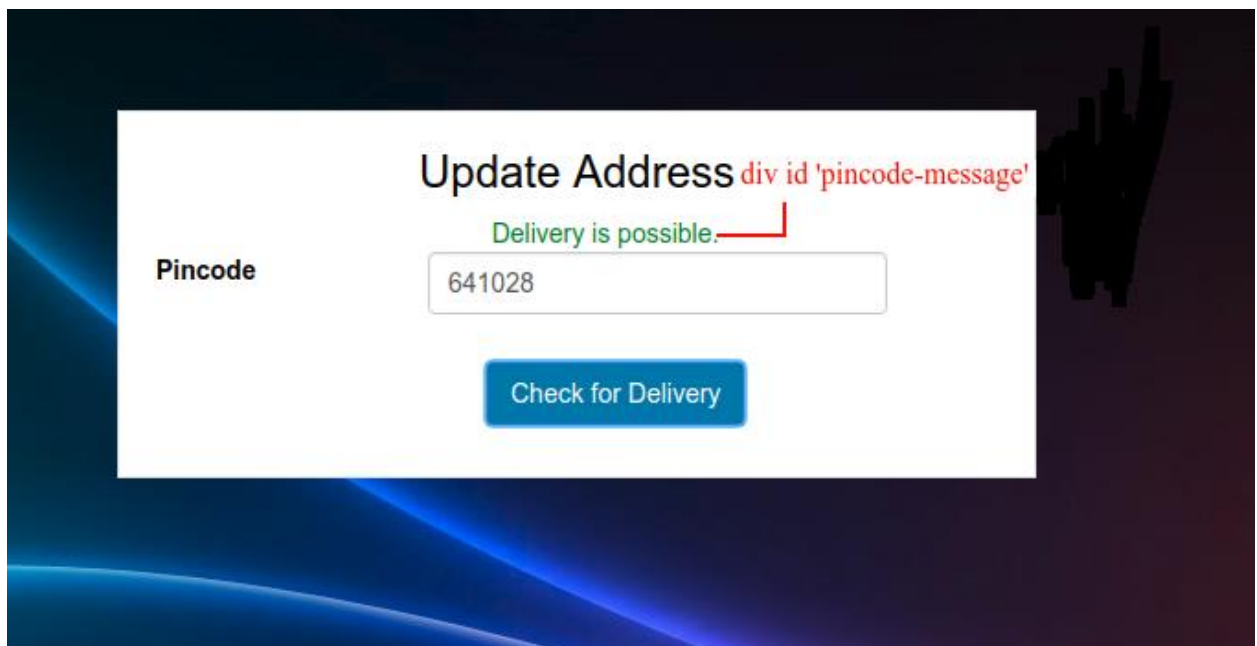 Update Address div id 'pincode-message'
Delivery is possible.
Pincode
641028
Check for Delivery